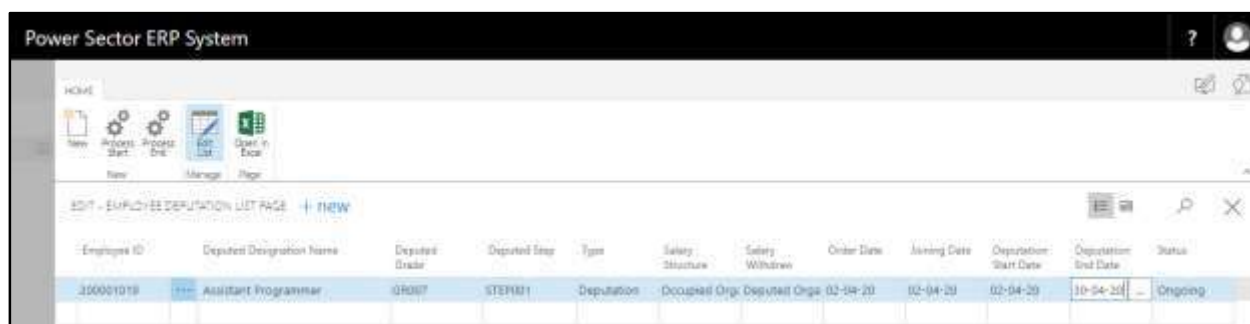 Power Sector ERP System ?
HOME
New Process Start Process End Edit List Open in Excel
New Manage Page
EDIT - EMPLOYEE DEPUTATION LIST PAGE + new
Employee ID Deputed Designation Name Deputed Grade Deputed Step Type Salary Structure Salary Withdrawn Order Date Joining Date Deputation Start Date Deputation End Date Status
200001019 ... Assistant Programmer GR007 STEP001 Deputation Occupied Orga Deputed Orga 02-04-20 02-04-20 02-04-20 30-04-20 ... Ongoing